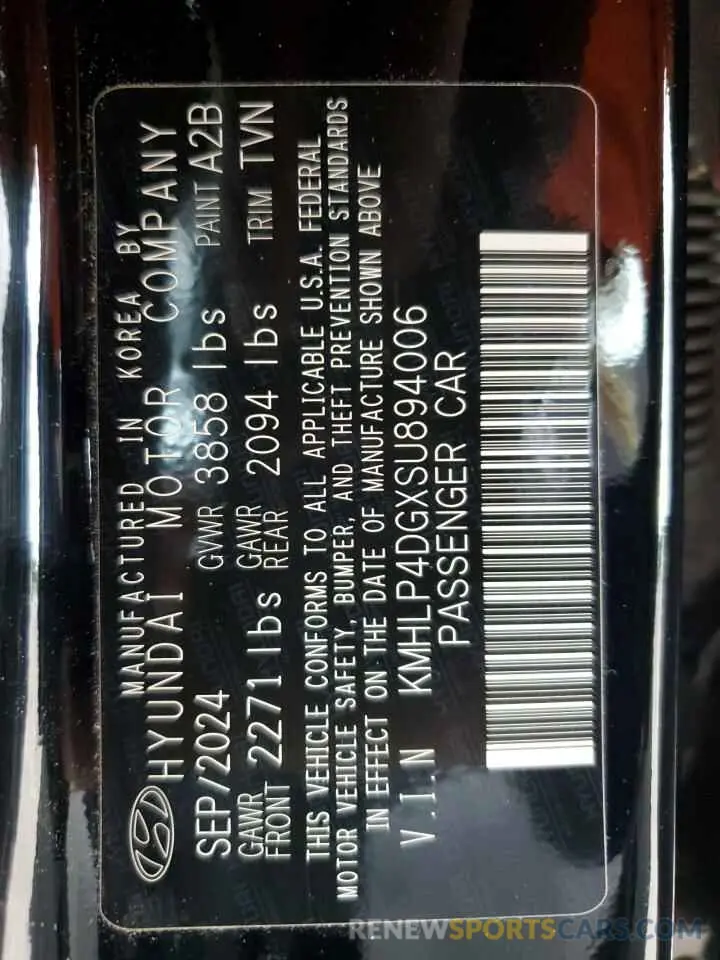 MANUFACTURED IN KOREA BY
HYUNDAI MOTOR COMPANY
SEP/2024 GVWR 3858 lbs PAINT A2B
GAWR FRONT 2271 lbs GAWR REAR 2094 lbs TRIM TVN
THIS VEHICLE CONFORMS TO ALL APPLICABLE U.S.A. FEDERAL
MOTOR VEHICLE SAFETY, BUMPER, AND THEFT PREVENTION STANDARDS
IN EFFECT ON THE DATE OF MANUFACTURE SHOWN ABOVE
V.I.N KMHLP4DGXSU894006
PASSENGER CAR
RENEWSPORTSCARS.COM